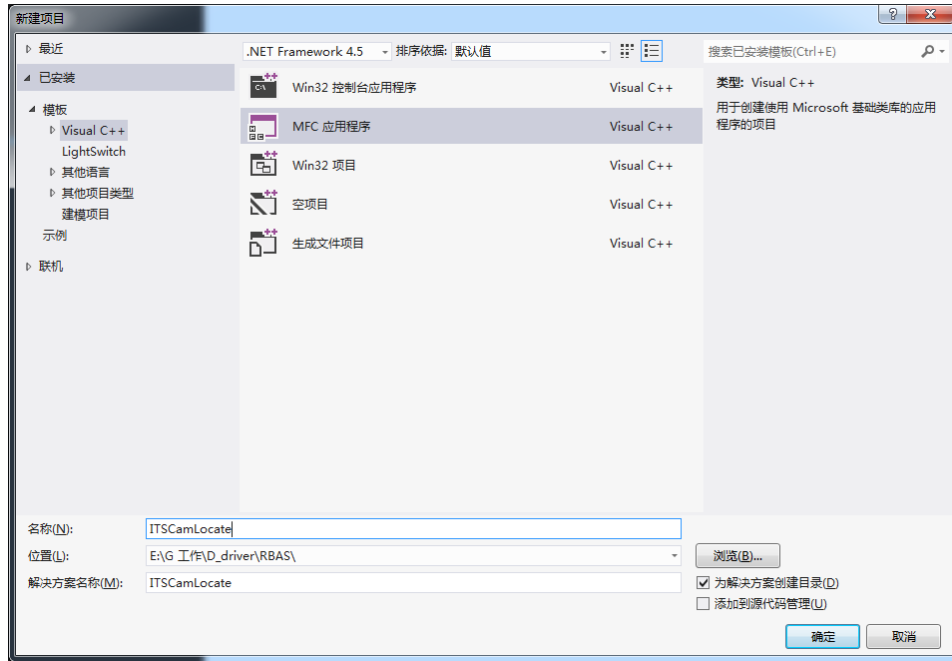 新建项目
最近
.NET Framework 4.5 排序依据: 默认值
搜索已安装模板(Ctrl+E)
已安装
模板
Visual C++
LightSwitch
其他语言
其他项目类型
建模项目
示例
联机
Win32 控制台应用程序 Visual C++
MFC 应用程序 Visual C++
Win32 项目 Visual C++
空项目 Visual C++
生成文件项目 Visual C++
类型: Visual C++
用于创建使用 Microsoft 基础类库的应用
程序的项目
名称(N): ITSCamLocate
位置(L): E:\G 工作\D_driver\RBAS\ 浏览(B)...
解决方案名称(M): ITSCamLocate
为解决方案创建目录(D)
添加到源代码管理(U)
确定 取消